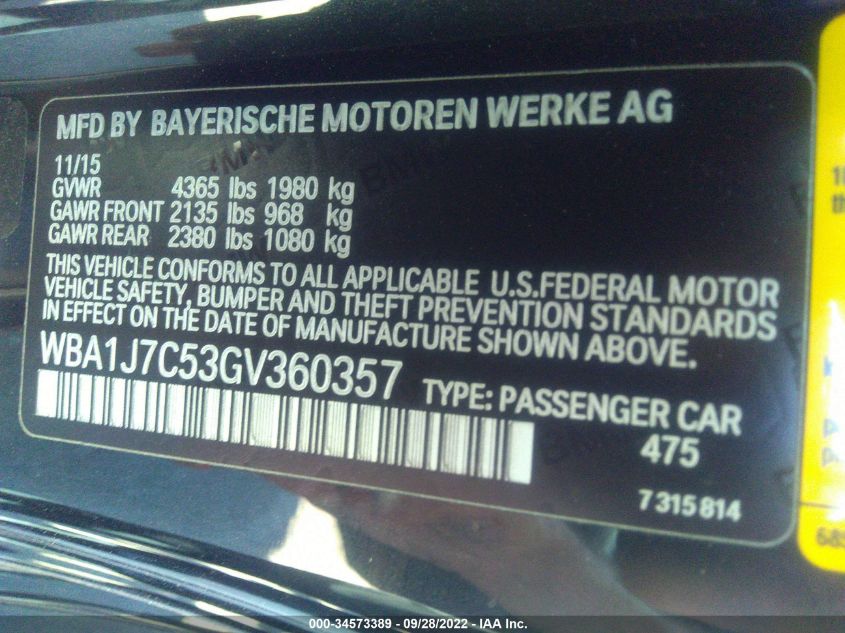 MFD BY BAYERISCHE MOTOREN WERKE AG
11/15
GVWR 4365 lbs 1980 kg
GAWR FRONT 2135 lbs 968 kg
GAWR REAR 2380 lbs 1080 kg
THIS VEHICLE CONFORMS TO ALL APPLICABLE U.S.FEDERAL MOTOR
VEHICLE SAFETY, BUMPER AND THEFT PREVENTION STANDARDS
IN EFFECT ON THE DATE OF MANUFACTURE SHOWN ABOVE.
WBA1J7C53GV360357 TYPE: PASSENGER CAR
475
7315814
000-34573389 - 09/28/2022 - IAA Inc.